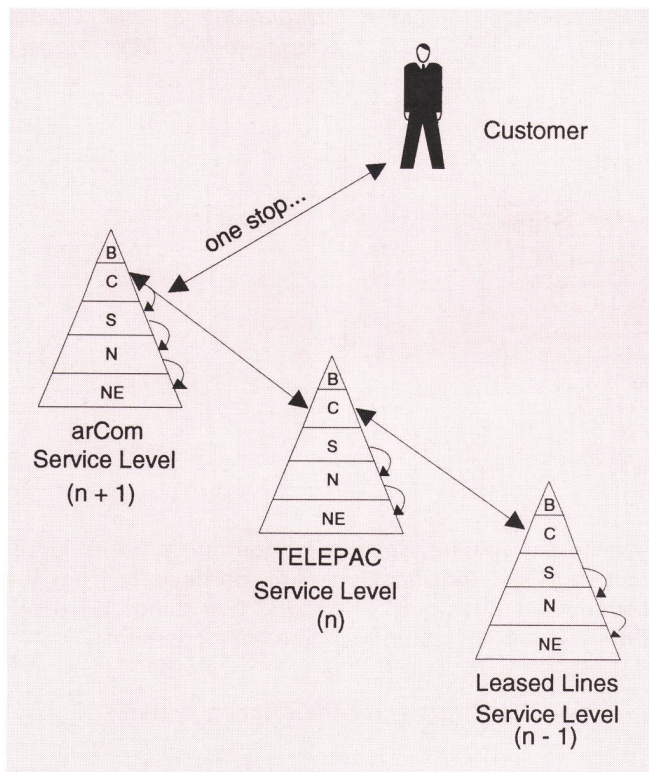 Customer
one stop...
B
C
S
N
NE
arCom
Service Level
(n + 1)
B
C
S
N
NE
TELEPAC
Service Level
(n)
B
C
S
N
NE
Leased Lines
Service Level
(n - 1)